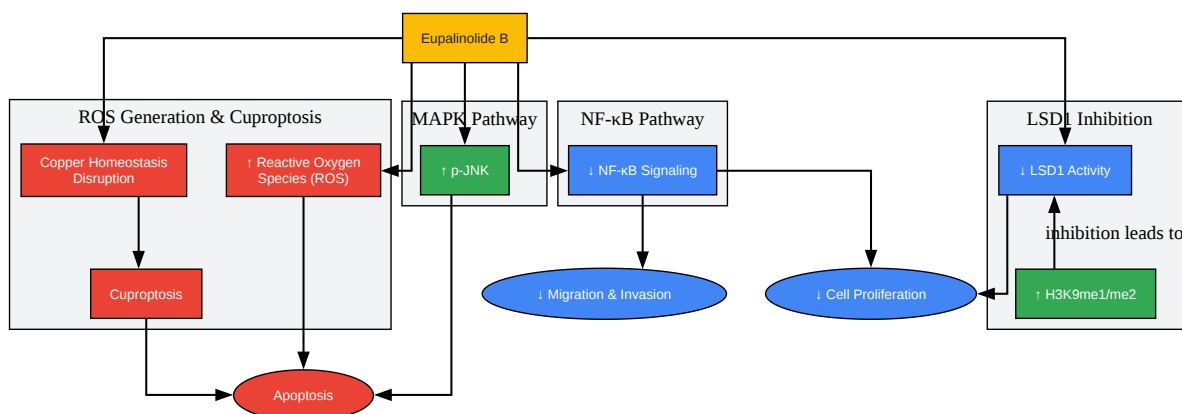 Eupalinolide B
ROS Generation & Cuproptosis
MAPK Pathway
NF-κB Pathway
LSD1 Inhibition
Copper Homeostasis
Disruption
↑ Reactive Oxygen
Species (ROS)
↑ p-JNK
↓ NF-κB Signaling
↓ LSD1 Activity
inhibition leads to
Cuproptosis
↓ Migration & Invasion
↓ Cell Proliferation
↑ H3K9me1/me2
Apoptosis